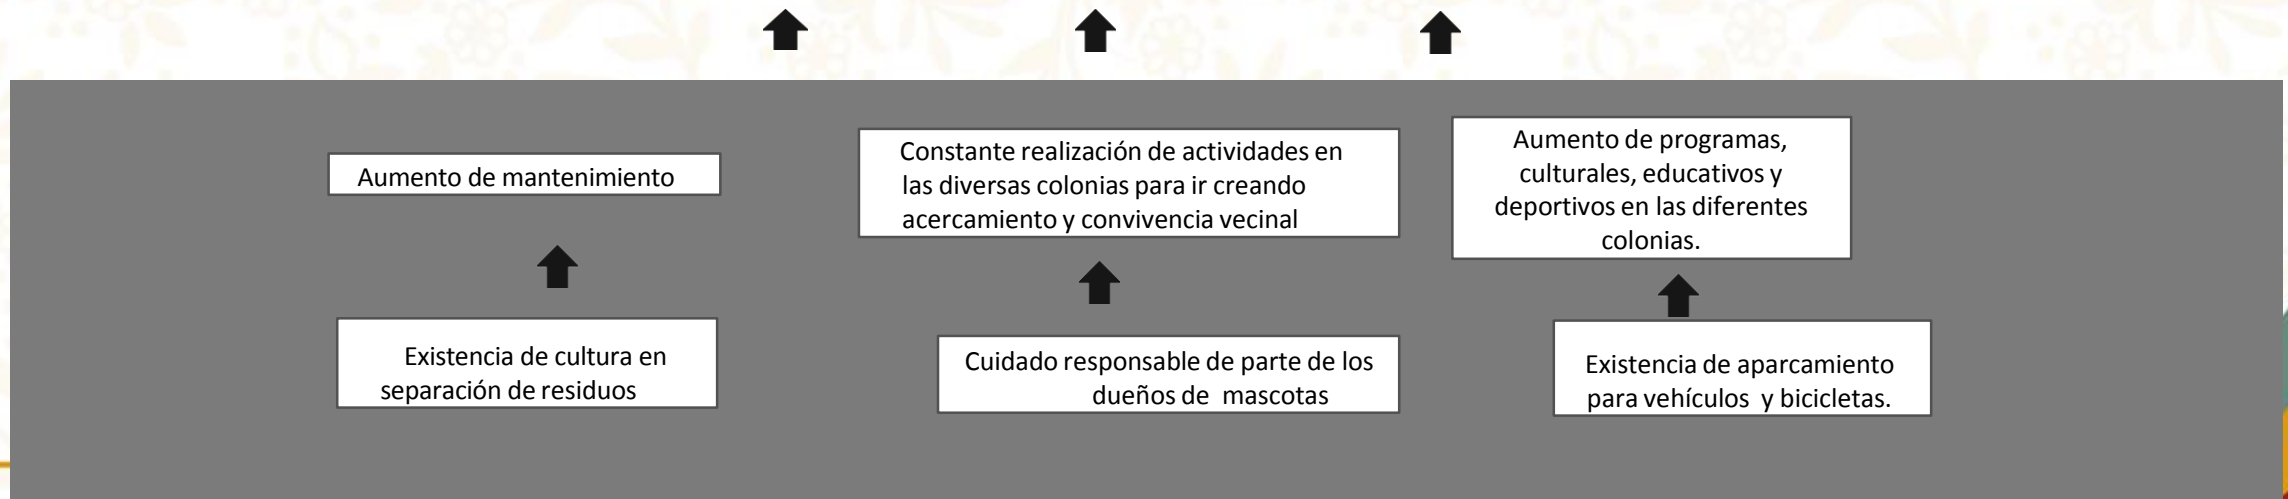 Aumento de mantenimiento
Constante realización de actividades en
las diversas colonias para ir creando
acercamiento y convivencia vecinal
Aumento de programas,
culturales, educativos y
deportivos en las diferentes
colonias.
Existencia de cultura en
separación de residuos
Cuidado responsable de parte de los
dueños de mascotas
Existencia de aparcamiento
para vehículos y bicicletas.